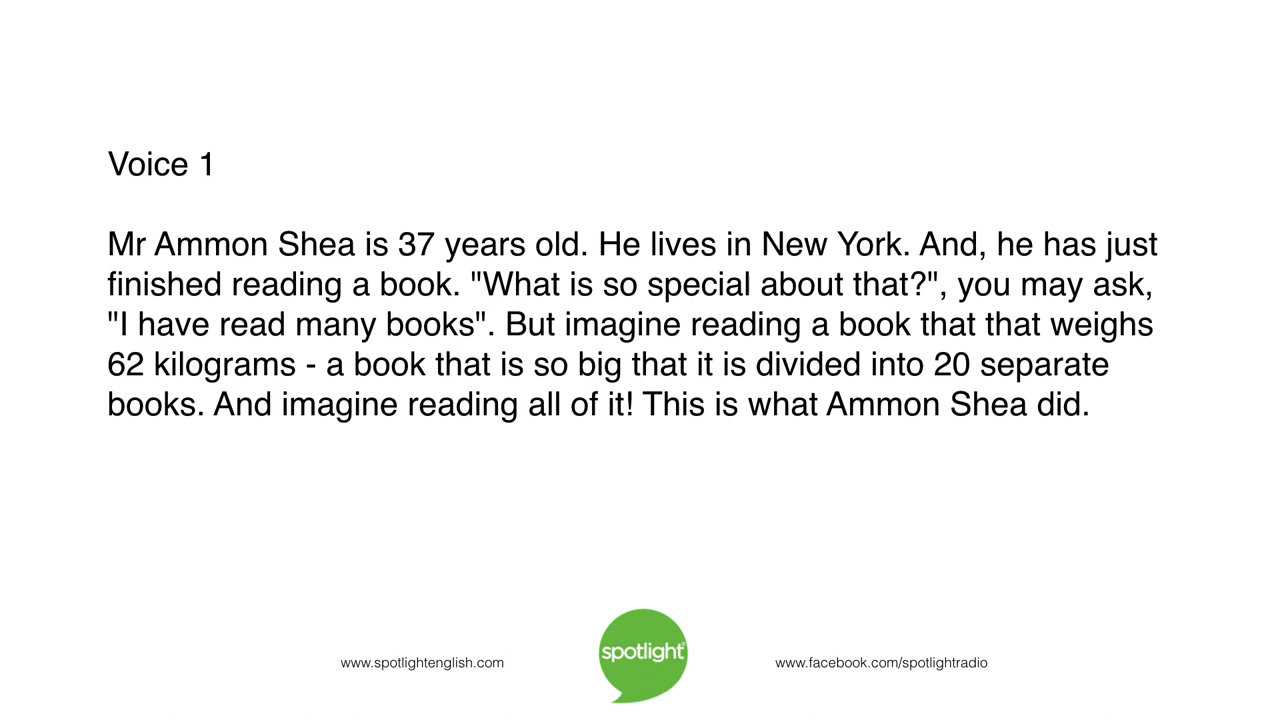 Voice 1
Mr Ammon Shea is 37 years old. He lives in New York. And, he has just
finished reading a book. "What is so special about that?", you may ask,
"I have read many books". But imagine reading a book that that weighs
62 kilograms - a book that is so big that it is divided into 20 separate
books. And imagine reading all of it! This is what Ammon Shea did.
www.spotlightenglish.com
spotlight®
www.facebook.com/spotlightradio